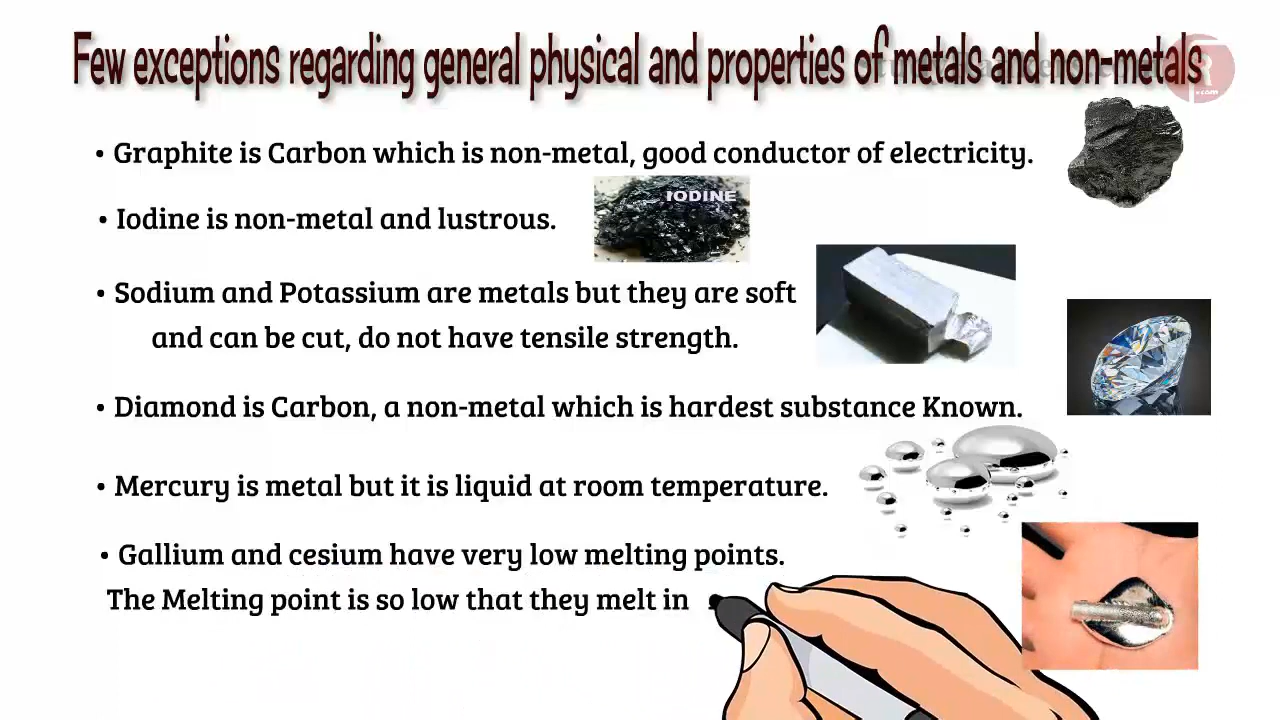 Few exceptions regarding general physical and properties of metals and non-metals
• Graphite is Carbon which is non-metal, good conductor of electricity.
• Iodine is non-metal and lustrous.
IODINE
• Sodium and Potassium are metals but they are soft
and can be cut, do not have tensile strength.
• Diamond is Carbon, a non-metal which is hardest substance Known.
• Mercury is metal but it is liquid at room temperature.
• Gallium and cesium have very low melting points.
The Melting point is so low that they melt in